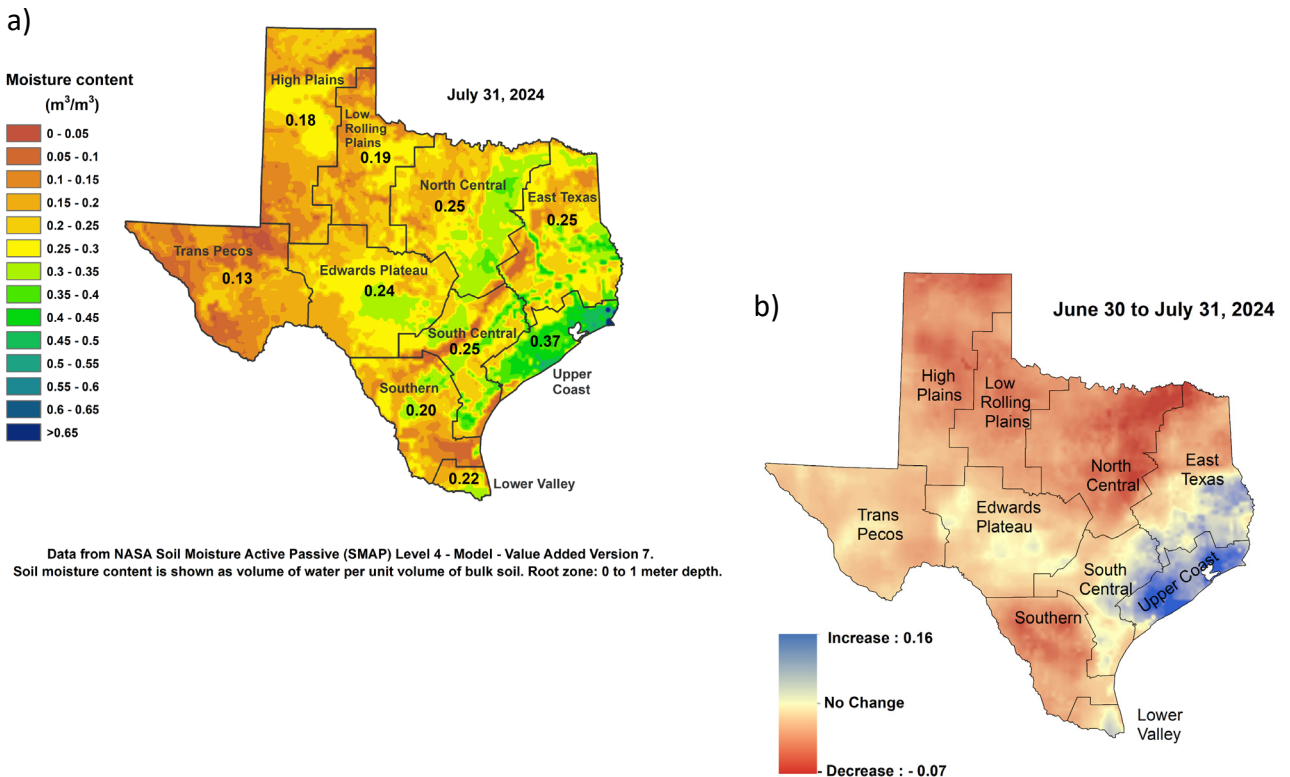 a)
Moisture content
(m³/m³)
0 - 0.05
0.05 - 0.1
0.1 - 0.15
0.15 - 0.2
0.2 - 0.25
0.25 - 0.3
0.3 - 0.35
0.35 - 0.4
0.4 - 0.45
0.45 - 0.5
0.5 - 0.55
0.55 - 0.6
0.6 - 0.65
>0.65
July 31, 2024
High Plains
0.18
Low
Rolling
Plains
0.19
North Central
0.25
East Texas
0.25
Trans Pecos
0.13
Edwards Plateau
0.24
South Central
0.25
0.37
Upper
Coast
Southern
0.20
0.22
Lower Valley
Data from NASA Soil Moisture Active Passive (SMAP) Level 4 - Model - Value Added Version 7.
Soil moisture content is shown as volume of water per unit volume of bulk soil. Root zone: 0 to 1 meter depth.
b)
June 30 to July 31, 2024
High
Plains
Low
Rolling
Plains
North
Central
East
Texas
Trans
Pecos
Edwards
Plateau
South
Central
Upper Coast
Southern
Lower
Valley
Increase : 0.16
No Change
Decrease : - 0.07